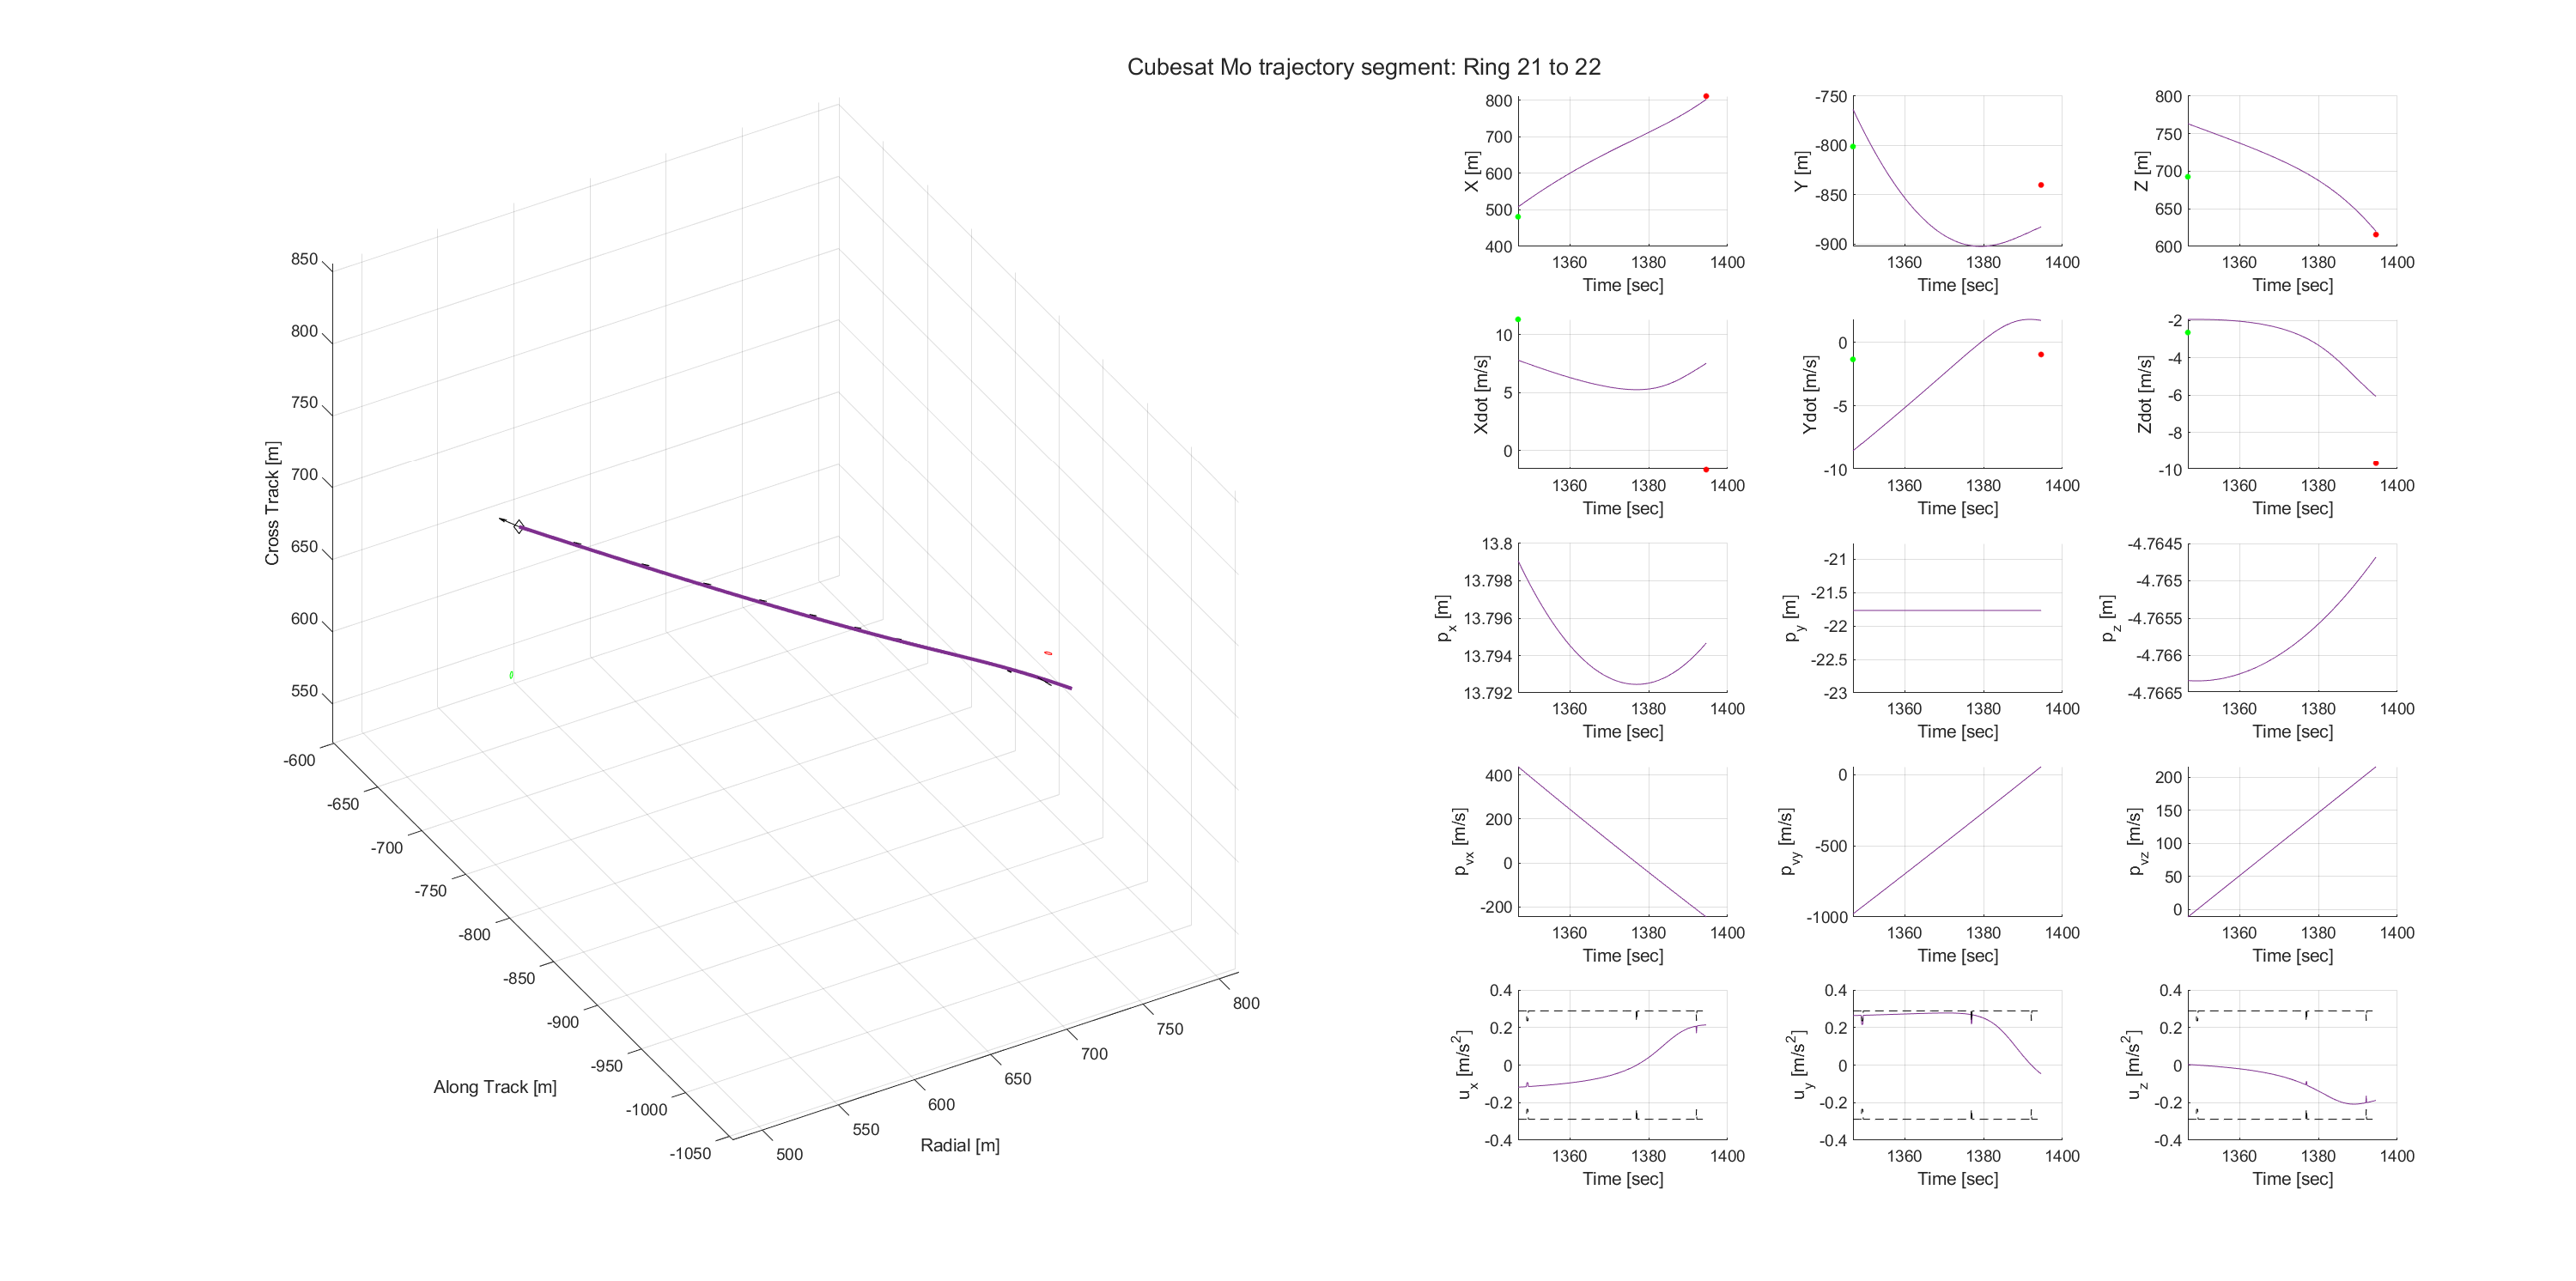 Cubesat Mo trajectory segment: Ring 21 to 22
850
800
750
700
650
600
550
Cross Track [m]
-600
-650
-700
-750
-800
-850
-900
-950
-1000
-1050
Along Track [m]
500
550
600
650
700
750
800
Radial [m]
800
700
600
500
400
X [m]
1360 1380 1400
Time [sec]
-750
-800
-850
-900
Y [m]
1360 1380 1400
Time [sec]
800
750
700
650
600
Z [m]
1360 1380 1400
Time [sec]
10
5
0
Xdot [m/s]
1360 1380 1400
Time [sec]
0
-5
-10
Ydot [m/s]
1360 1380 1400
Time [sec]
-2
-4
-6
-8
-10
Zdot [m/s]
1360 1380 1400
Time [sec]
13.8
13.798
13.796
13.794
13.792
p_x [m]
1360 1380 1400
Time [sec]
-21
-21.5
-22
-22.5
-23
p_y [m]
1360 1380 1400
Time [sec]
-4.7645
-4.765
-4.7655
-4.766
-4.7665
p_z [m]
1360 1380 1400
Time [sec]
400
200
0
-200
p_vx [m/s]
1360 1380 1400
Time [sec]
0
-500
-1000
p_vy [m/s]
1360 1380 1400
Time [sec]
200
150
100
50
0
p_vz [m/s]
1360 1380 1400
Time [sec]
0.4
0.2
0
-0.2
-0.4
u_x [m/s²]
1360 1380 1400
Time [sec]
0.4
0.2
0
-0.2
-0.4
u_y [m/s²]
1360 1380 1400
Time [sec]
0.4
0.2
0
-0.2
-0.4
u_z [m/s²]
1360 1380 1400
Time [sec]